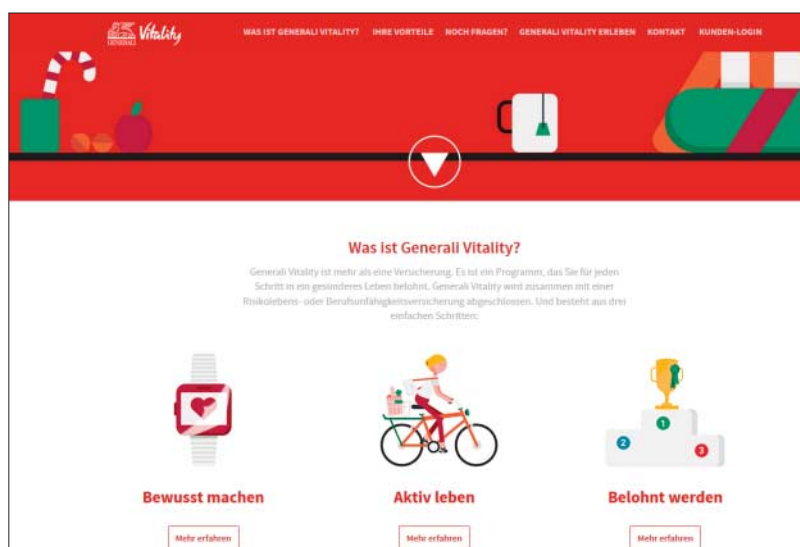 GENERALI Vitality WAS IST GENERALI VITALITY? IHRE VORTEILE NOCH FRAGEN? GENERALI VITALITY ERLEBEN KONTAKT KUNDEN-LOGIN
Was ist Generali Vitality?
Generali Vitality ist mehr als eine Versicherung. Es ist ein Programm, das Sie für jeden
Schritt in ein gesünderes Leben belohnt. Generali Vitality wird zusammen mit einer
Risikolebens- oder Berufsunfähigkeitsversicherung abgeschlossen. Und besteht aus drei
einfachen Schritten:
1
2
3
Bewusst machen Aktiv leben Belohnt werden
Mehr erfahren Mehr erfahren Mehr erfahren